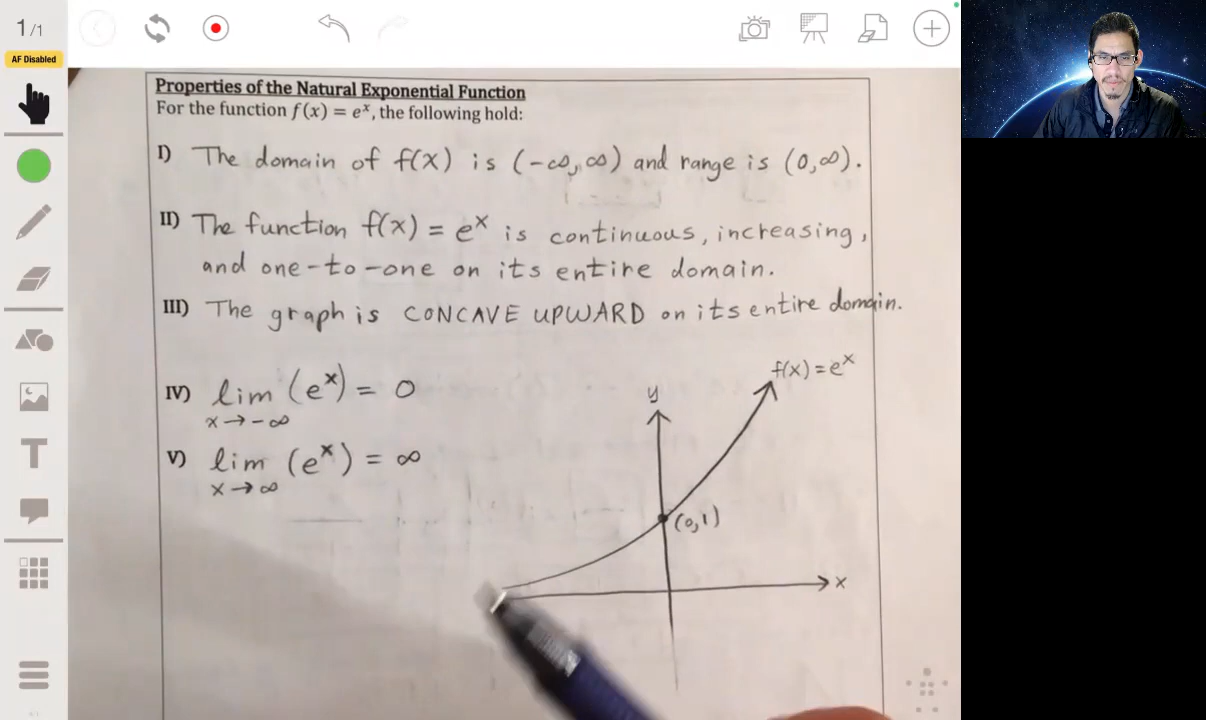 1/1
AF Disabled
Properties of the Natural Exponential Function
For the function f(x) = eˣ, the following hold:
I) The domain of f(x) is (-∞,∞) and range is (0,∞).
II) The function f(x) = eˣ is continuous, increasing,
and one-to-one on its entire domain.
III) The graph is CONCAVE UPWARD on its entire domain.
IV) lim (eˣ) = 0
x→-∞
V) lim (eˣ) = ∞
x→∞
f(x)=eˣ
y
(0,1)
x
T